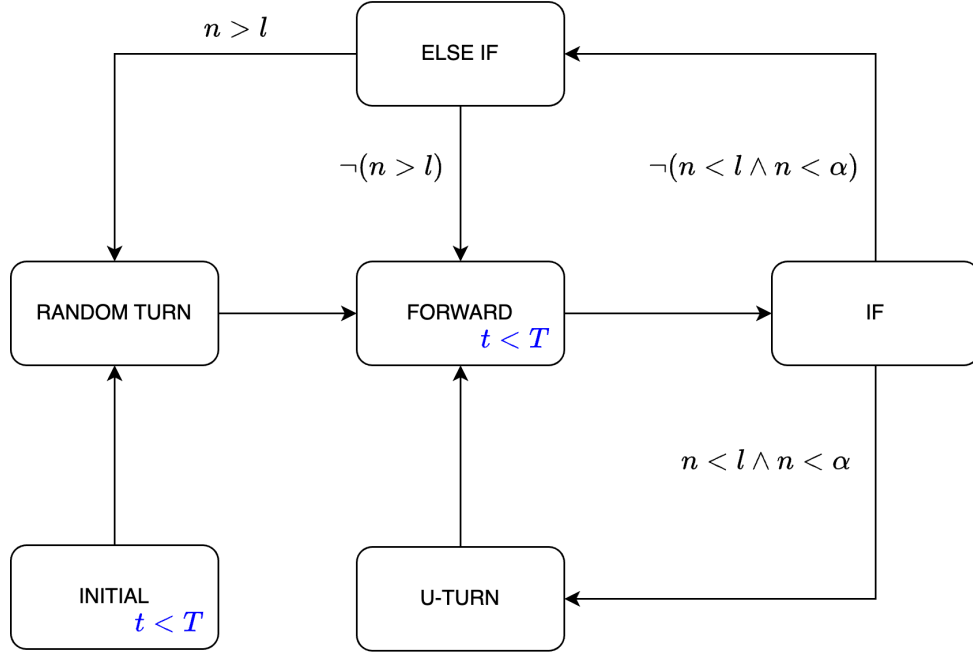 n > l
ELSE IF
¬(n > l)
¬(n < l ∧ n < α)
RANDOM TURN
FORWARD
t < T
IF
n < l ∧ n < α
INITIAL
t < T
U-TURN